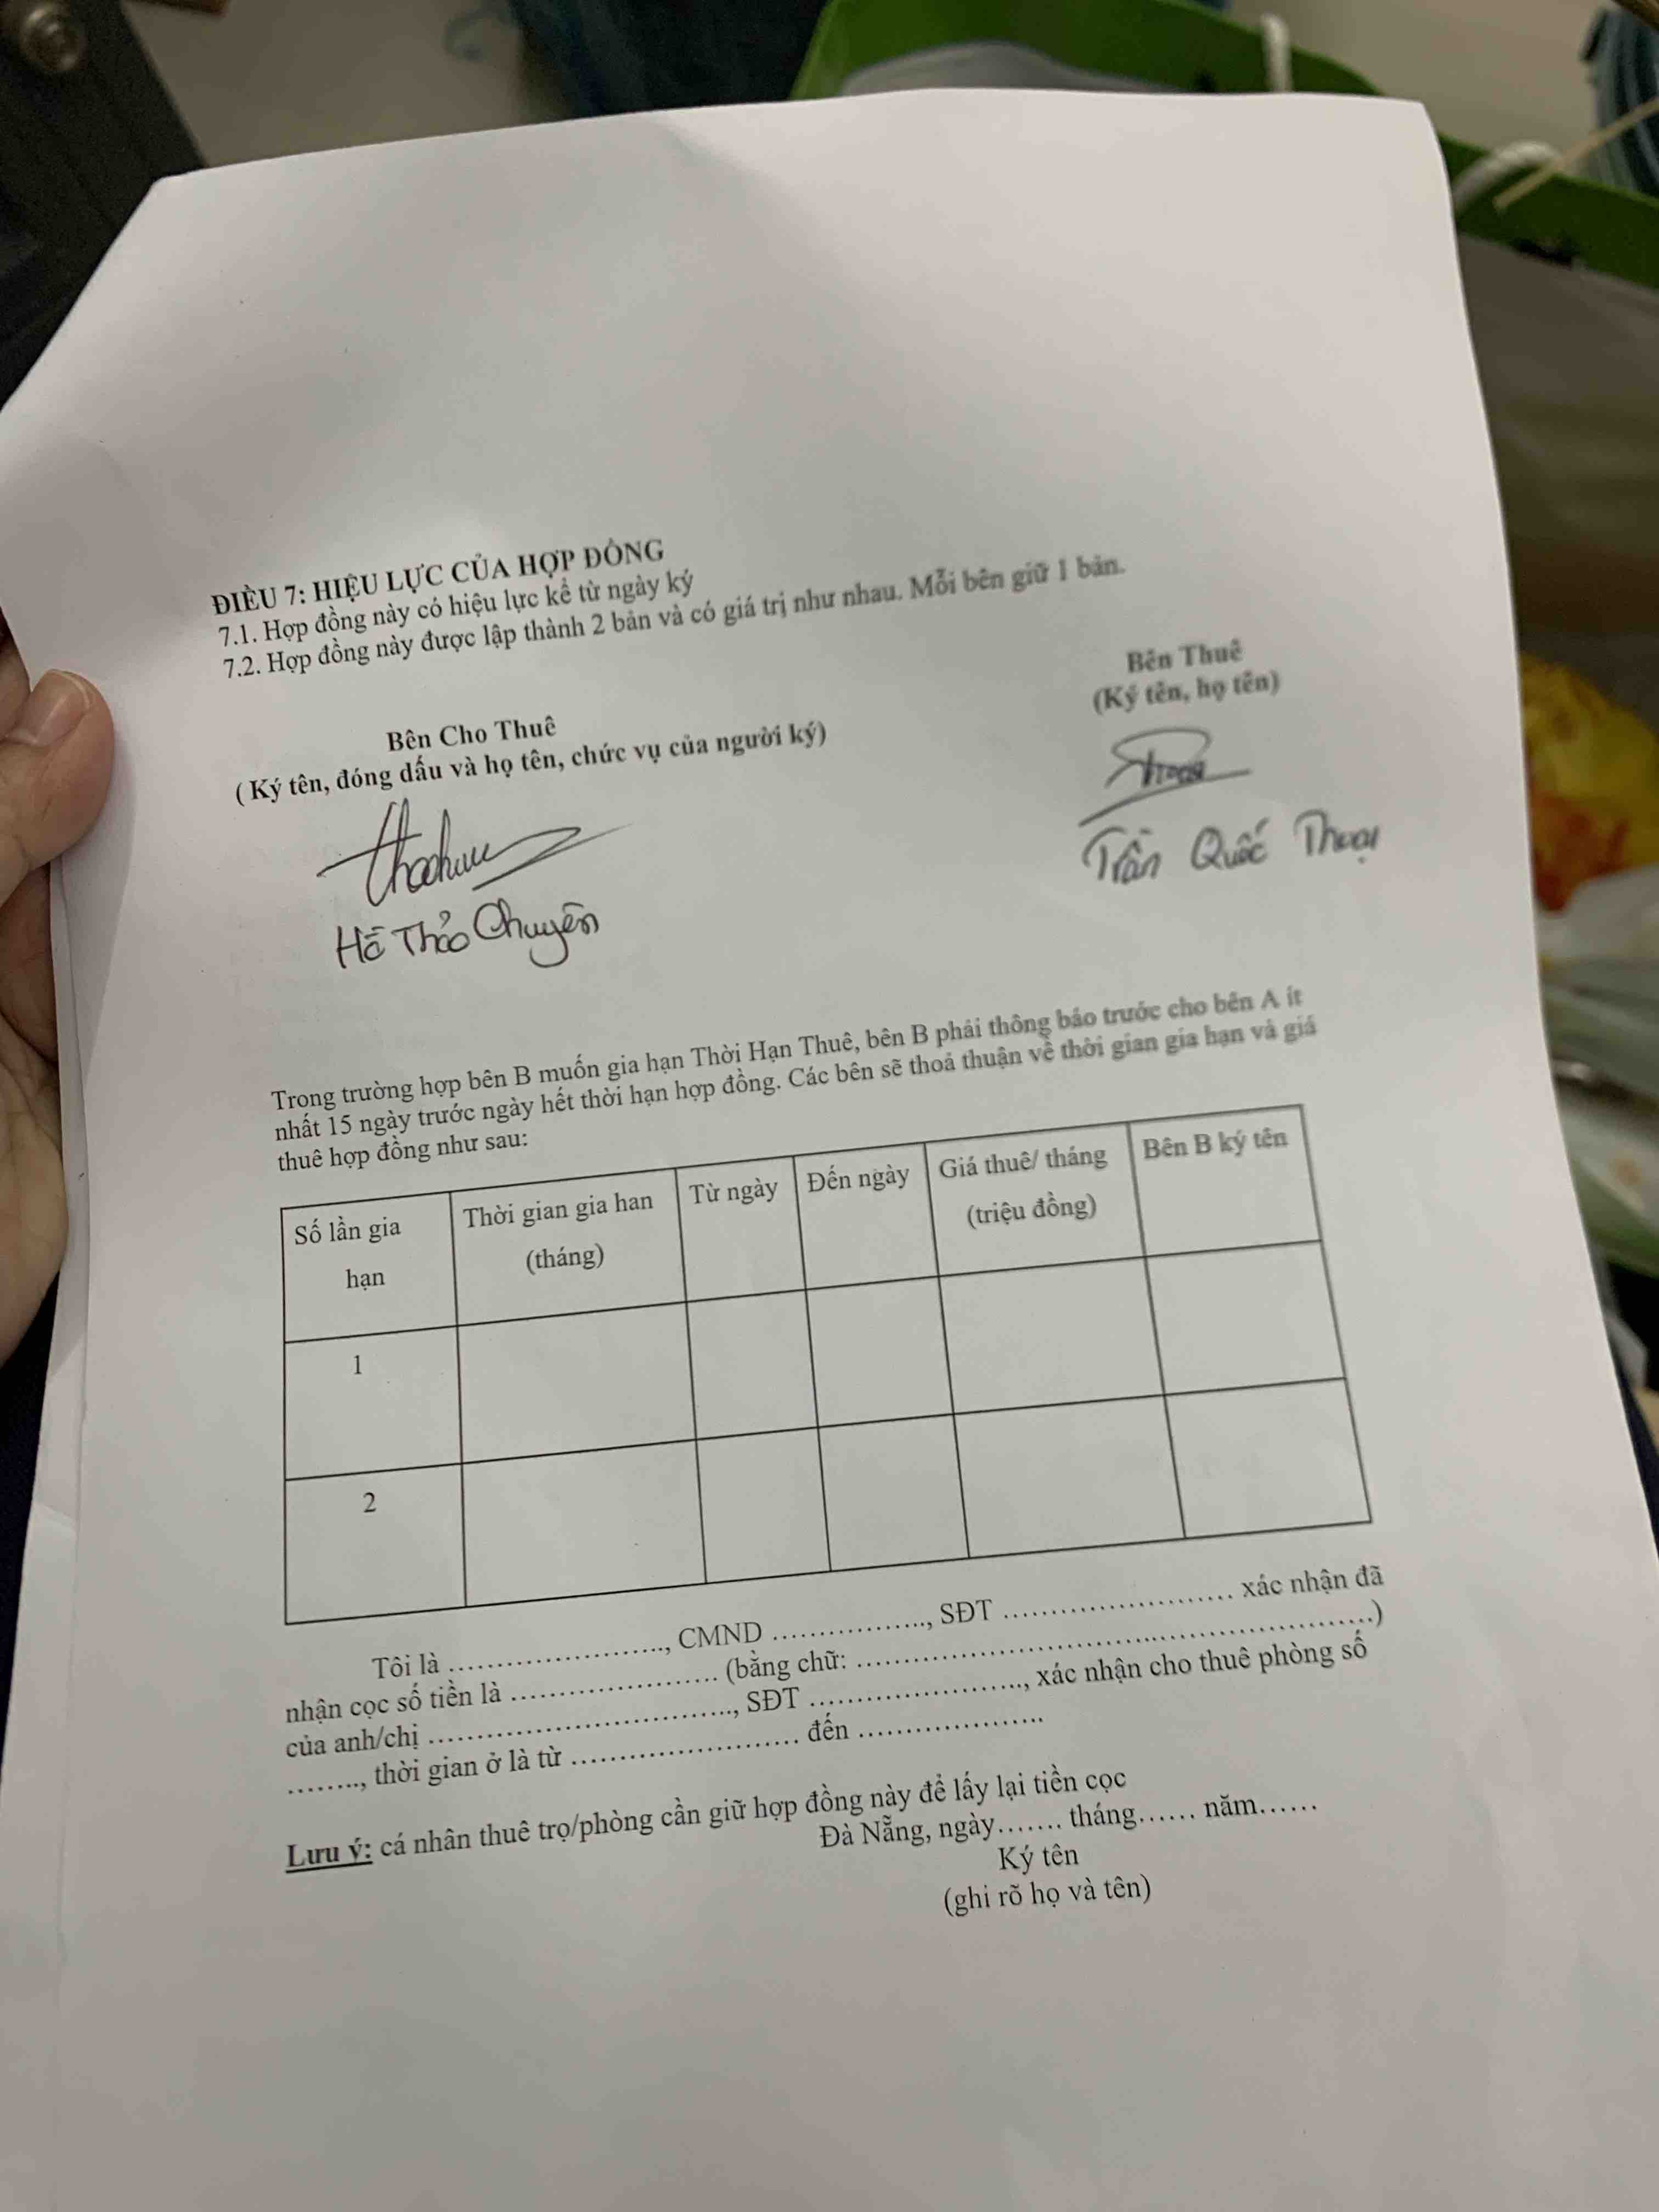 ĐIỀU 7: HIỆU LỰC CỦA HỢP ĐỒNG
7.1. Hợp đồng này có hiệu lực kể từ ngày ký
7.2. Hợp đồng này được lập thành 2 bản và có giá trị như nhau. Mỗi bên giữ 1 bản.
Bên Cho Thuê
( Ký tên, đóng dấu và họ tên, chức vụ của người ký)
Hồ Thảo Chuyên
Bên Thuê
(Ký tên, họ tên)
Trần Quốc Thoại
Trong trường hợp bên B muốn gia hạn Thời Hạn Thuê, bên B phải thông báo trước cho bên A ít
nhất 15 ngày trước ngày hết thời hạn hợp đồng. Các bên sẽ thoả thuận về thời gian gia hạn và giá
thuê hợp đồng như sau:
Số lần gia
hạn
Thời gian gia han
(tháng)
Từ ngày
Đến ngày
Giá thuê/ tháng
(triệu đồng)
Bên B ký tên
1
2
Tôi là ........................., CMND .................., SĐT ........................ xác nhận đã
nhận cọc số tiền là ........................ (bằng chữ: ......................................................)
của anh/chị ..................................., SĐT ........................., xác nhận cho thuê phòng số
........, thời gian ở là từ .......................... đến .....................
Lưu ý: cá nhân thuê trọ/phòng cần giữ hợp đồng này để lấy lại tiền cọc
Đà Nẵng, ngày....... tháng...... năm......
Ký tên
(ghi rõ họ và tên)